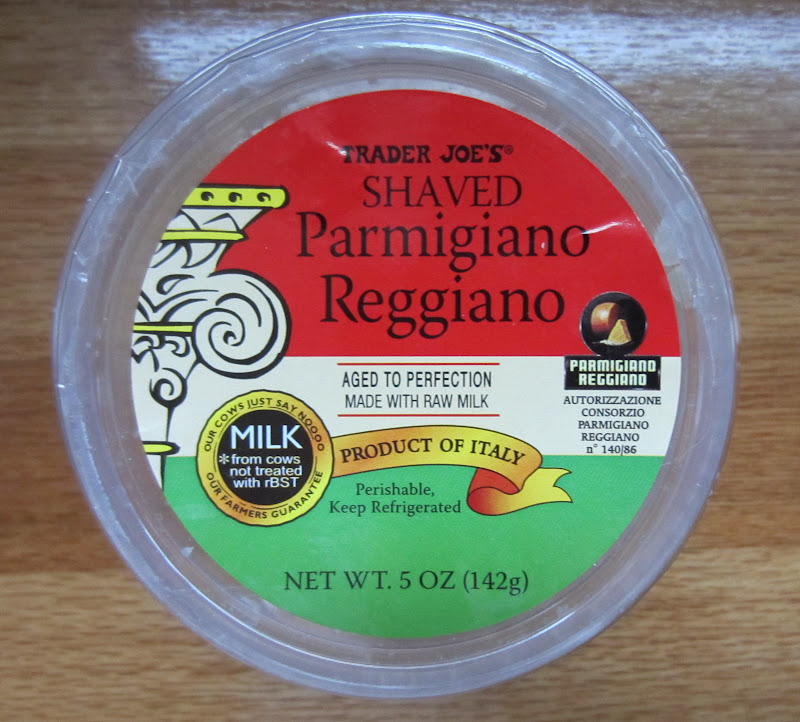 TRADER JOE'S®
SHAVED
Parmigiano
Reggiano
AGED TO PERFECTION
MADE WITH RAW MILK
PARMIGIANO
REGGIANO
AUTORIZZAZIONE
CONSORZIO
PARMIGIANO
REGGIANO
n° 140/86
OUR COWS JUST SAY NOOOO
MILK
*from cows
not treated
with rBST
OUR FARMERS GUARANTEE
PRODUCT OF ITALY
Perishable,
Keep Refrigerated
NET WT. 5 OZ (142g)